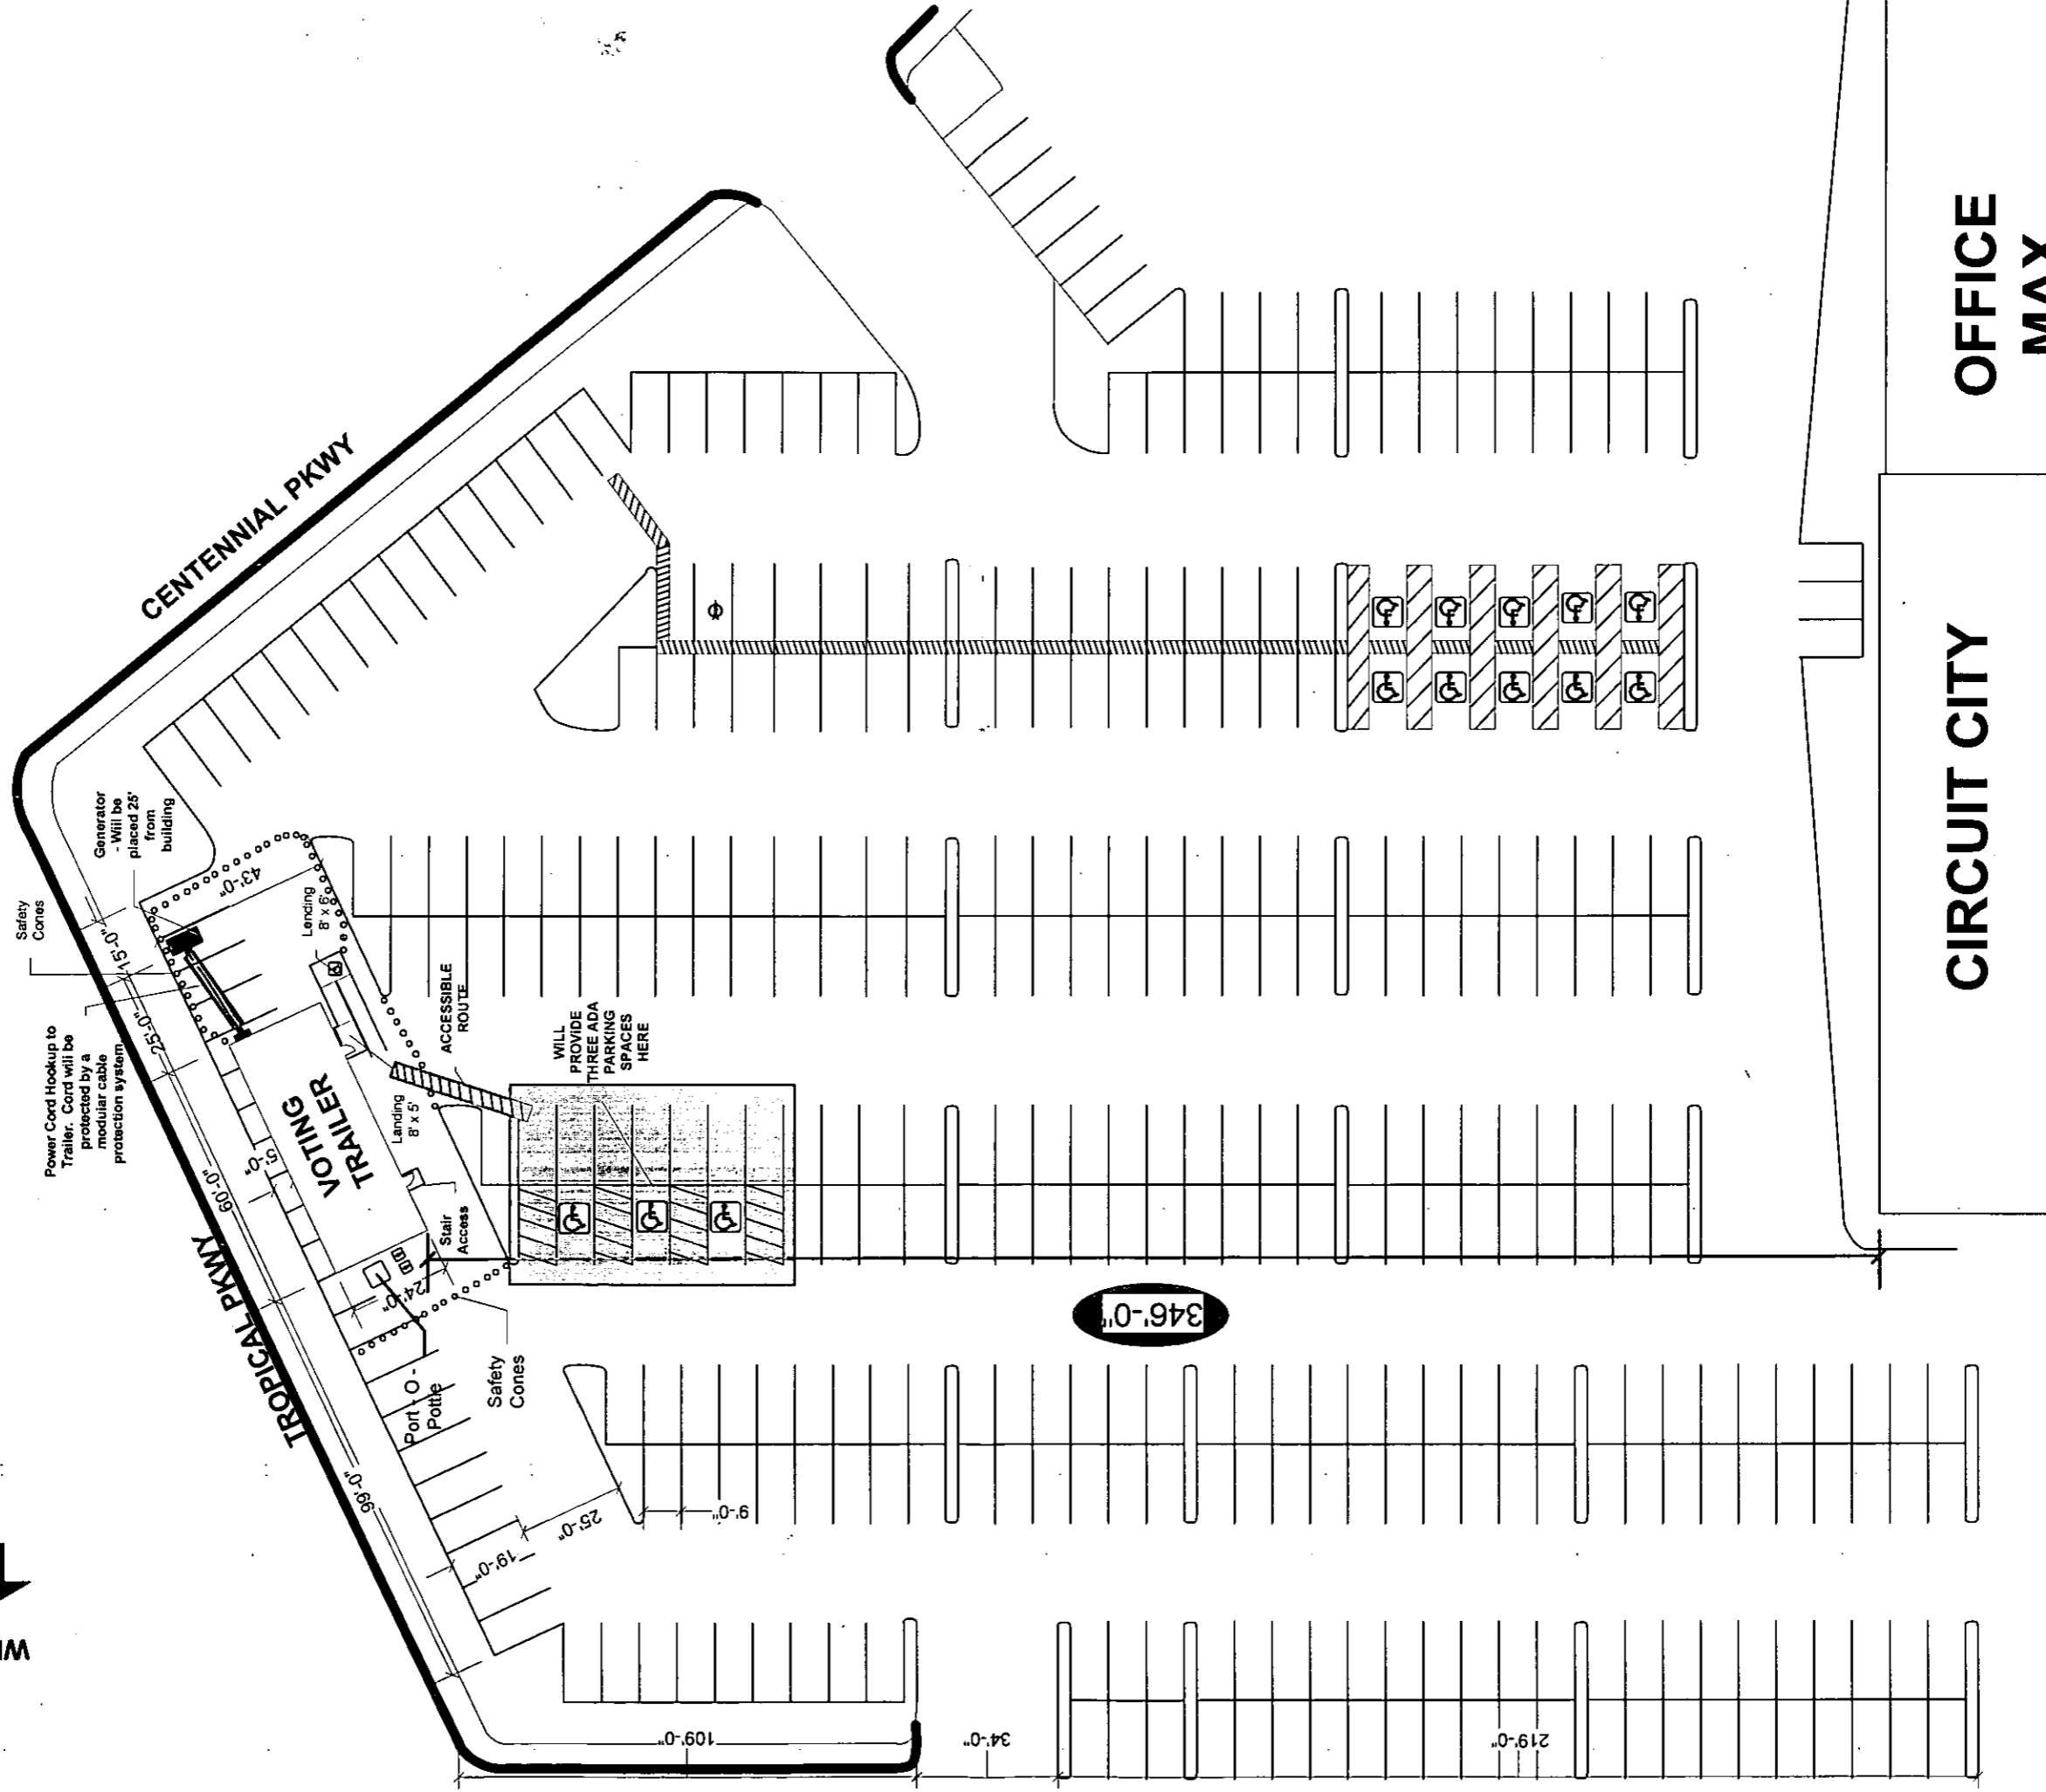 CENTENNIAL PKWY
OFFICE
MAX
CIRCUIT CITY
Generator
- Will be
placed 25'
from
building
Safety
Cones
43'-0"
15'-0"
Landing
8' x 6'
Power Cord Hookup to
Trailer. Cord will be
protected by a
modular cable
protection system
25'-0"
ACCESSIBLE
ROUTE
WILL
PROVIDE
THREE ADA
PARKING
SPACES
HERE
VOTING
TRAILER
Landing
8' x 5'
5'-0"
60'-0"
TROPICAL PKWY
Stair
Access
24'-0"
346'-0"
Safety
Cones
Port - O -
Pottie
99'-0"
9'-0"
25'-0"
19'-0"
109'-0"
34'-0"
219'-0"